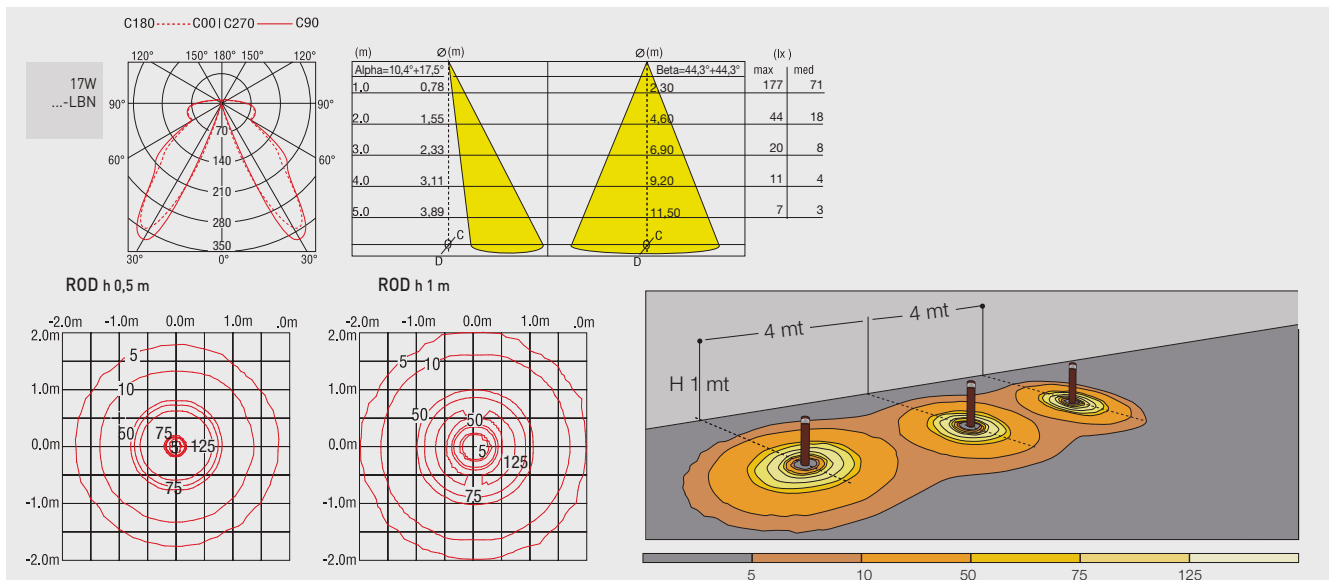 C180 C00 | C270 C90
17W
...-LBN
120° 150° 180° 150° 120°
90° 90°
70
60° 140 60°
210
280
350
30° 0° 30°
(m) Ø(m) Ø(m) (lx)
max med
Alpha=10,4°+17,5° Beta=44,3°+44,3°
1.0 0,78 2,30 177 71
2.0 1,55 4,60 44 18
3.0 2,33 6,90 20 8
4.0 3,11 9,20 11 4
5.0 3,89 11,50 7 3
C C
D D
ROD h 0,5 m
-2.0m -1.0m 0.0m 1.0m .0m
2.0m
5
1.0m 10
50 75
0.0m 5 125
75
-1.0m
-2.0m
ROD h 1 m
-2.0m -1.0m 0.0m 1.0m .0m
2.0m
5 10
1.0m
50 50
0.0m 5
125
75
-1.0m
-2.0m
4 mt 4 mt
H 1 mt
5 10 50 75 125